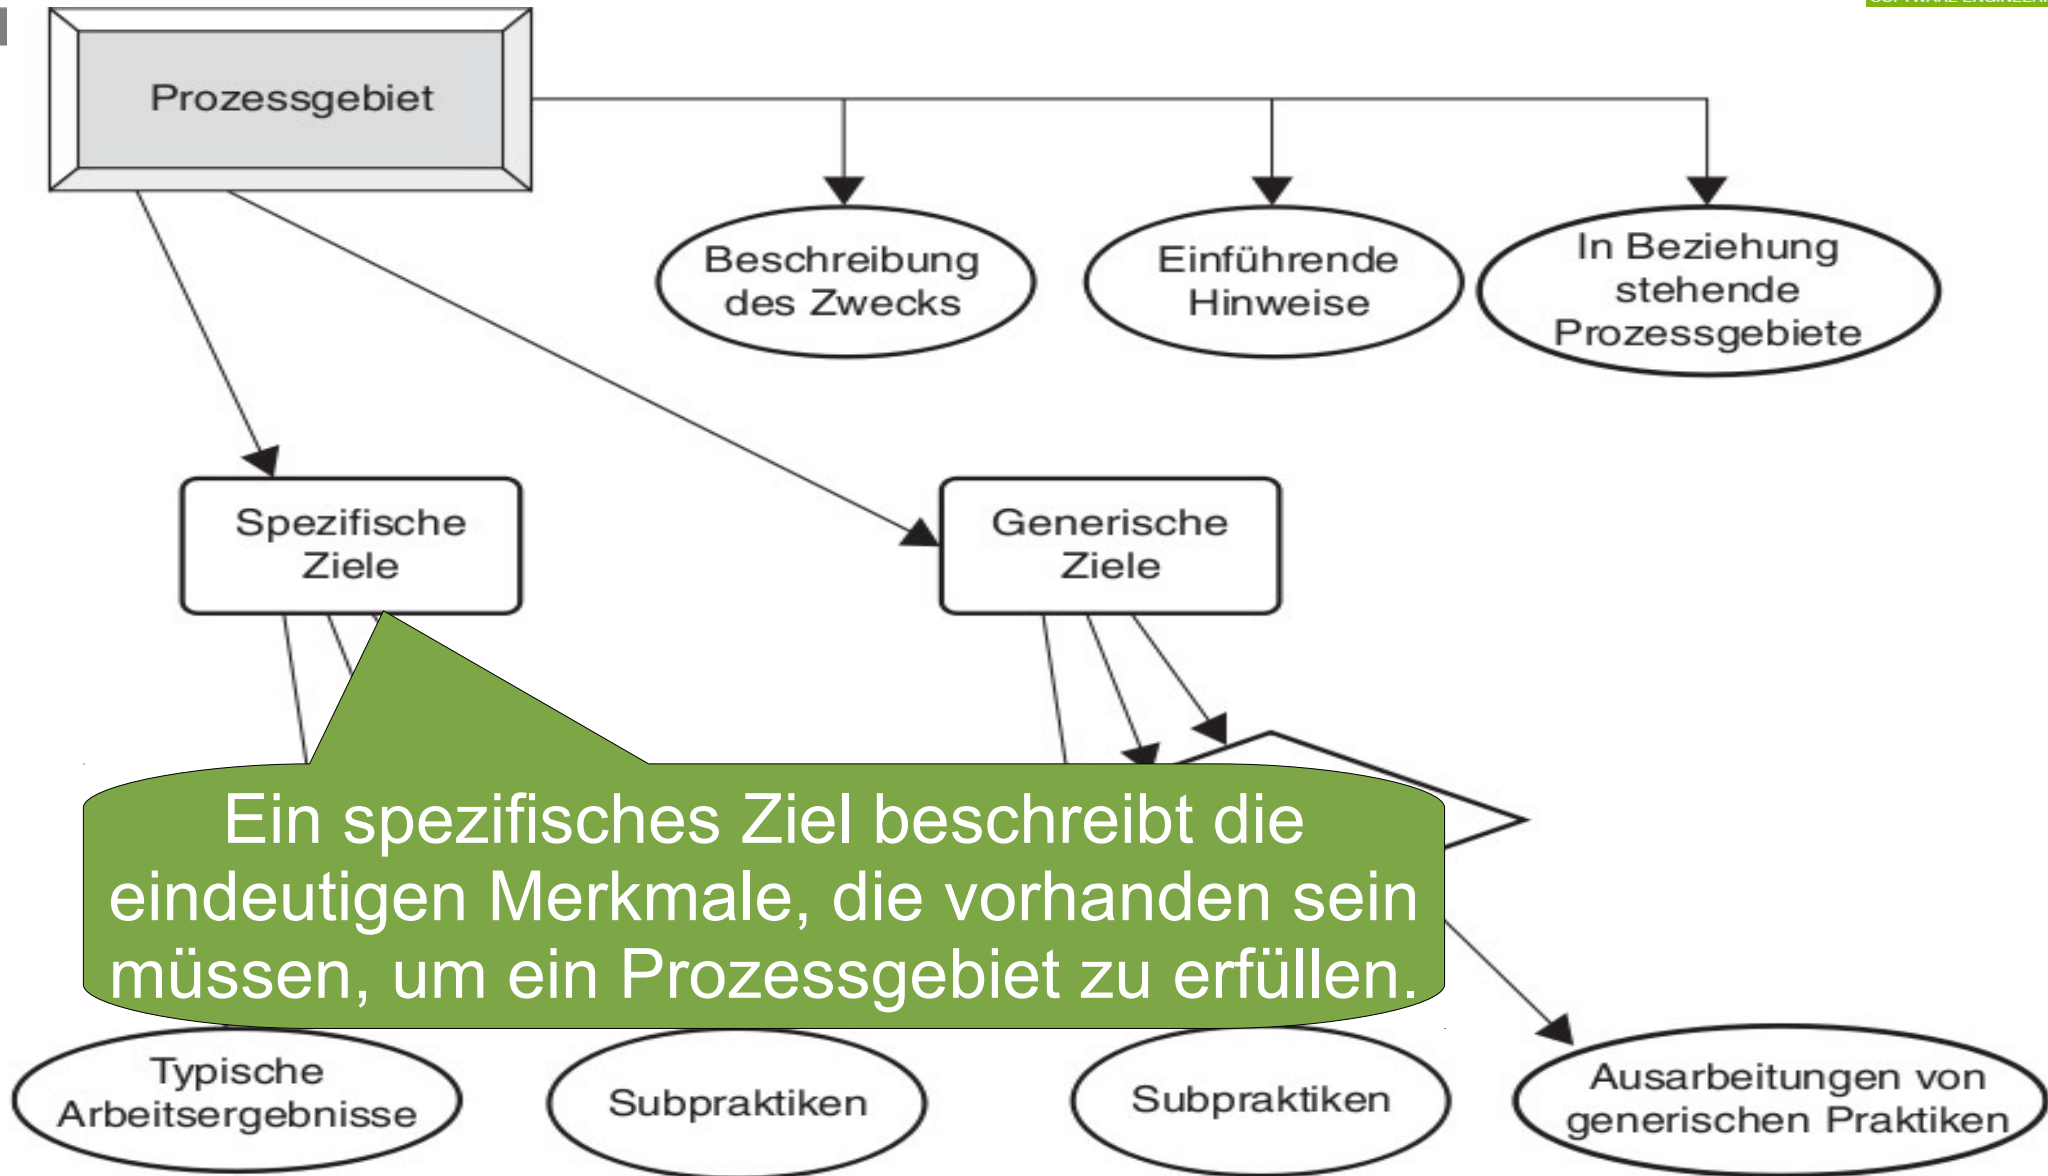 Prozessgebiet
Beschreibung
des Zwecks
Einführende
Hinweise
In Beziehung
stehende
Prozessgebiete
Spezifische
Ziele
Generische
Ziele
Ein spezifisches Ziel beschreibt die
eindeutigen Merkmale, die vorhanden sein
müssen, um ein Prozessgebiet zu erfüllen.
Typische
Arbeitsergebnisse
Subpraktiken
Subpraktiken
Ausarbeitungen von
generischen Praktiken